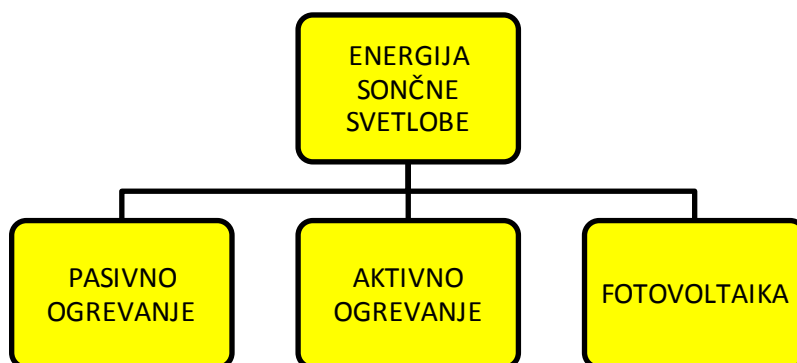 ENERGIJA
SONČNE
SVETLOBE
PASIVNO
OGREVANJE
AKTIVNO
OGREVANJE
FOTOVOLTAIKA